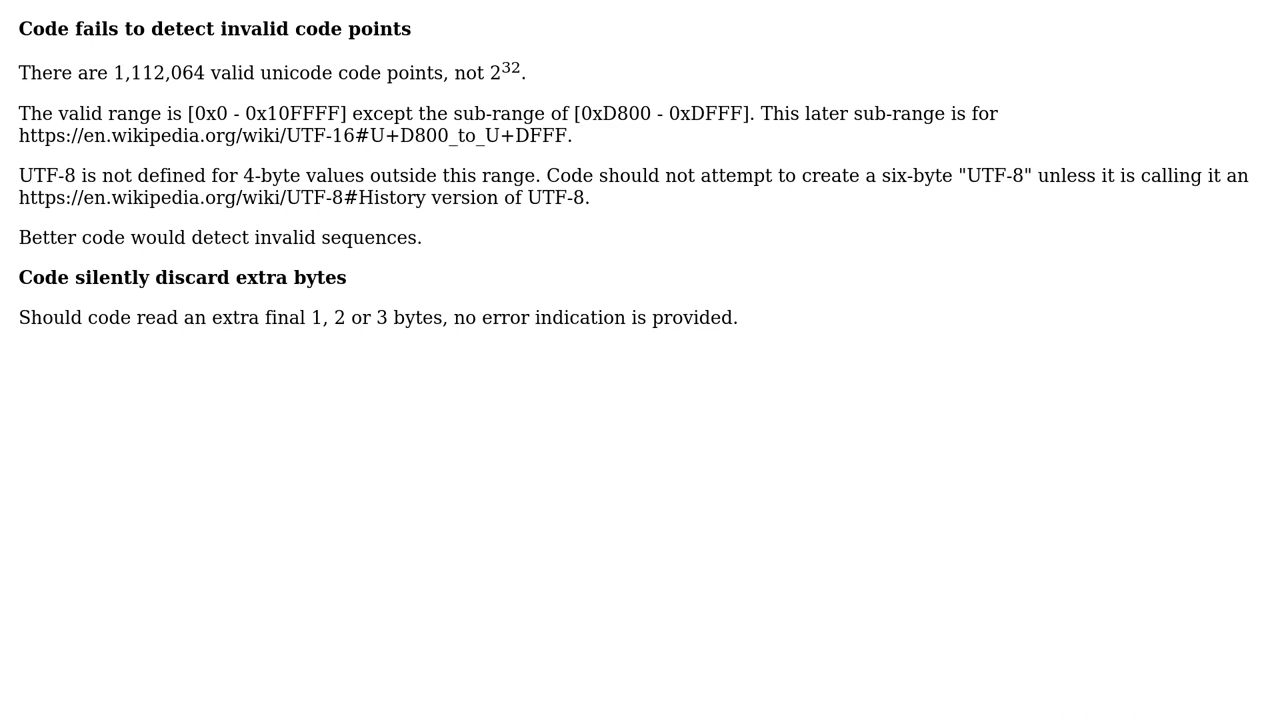 Code fails to detect invalid code points
There are 1,112,064 valid unicode code points, not 2³².
The valid range is [0x0 - 0x10FFFF] except the sub-range of [0xD800 - 0xDFFF]. This later sub-range is for
https://en.wikipedia.org/wiki/UTF-16#U+D800_to_U+DFFF.
UTF-8 is not defined for 4-byte values outside this range. Code should not attempt to create a six-byte "UTF-8" unless it is calling it an
https://en.wikipedia.org/wiki/UTF-8#History version of UTF-8.
Better code would detect invalid sequences.
Code silently discard extra bytes
Should code read an extra final 1, 2 or 3 bytes, no error indication is provided.